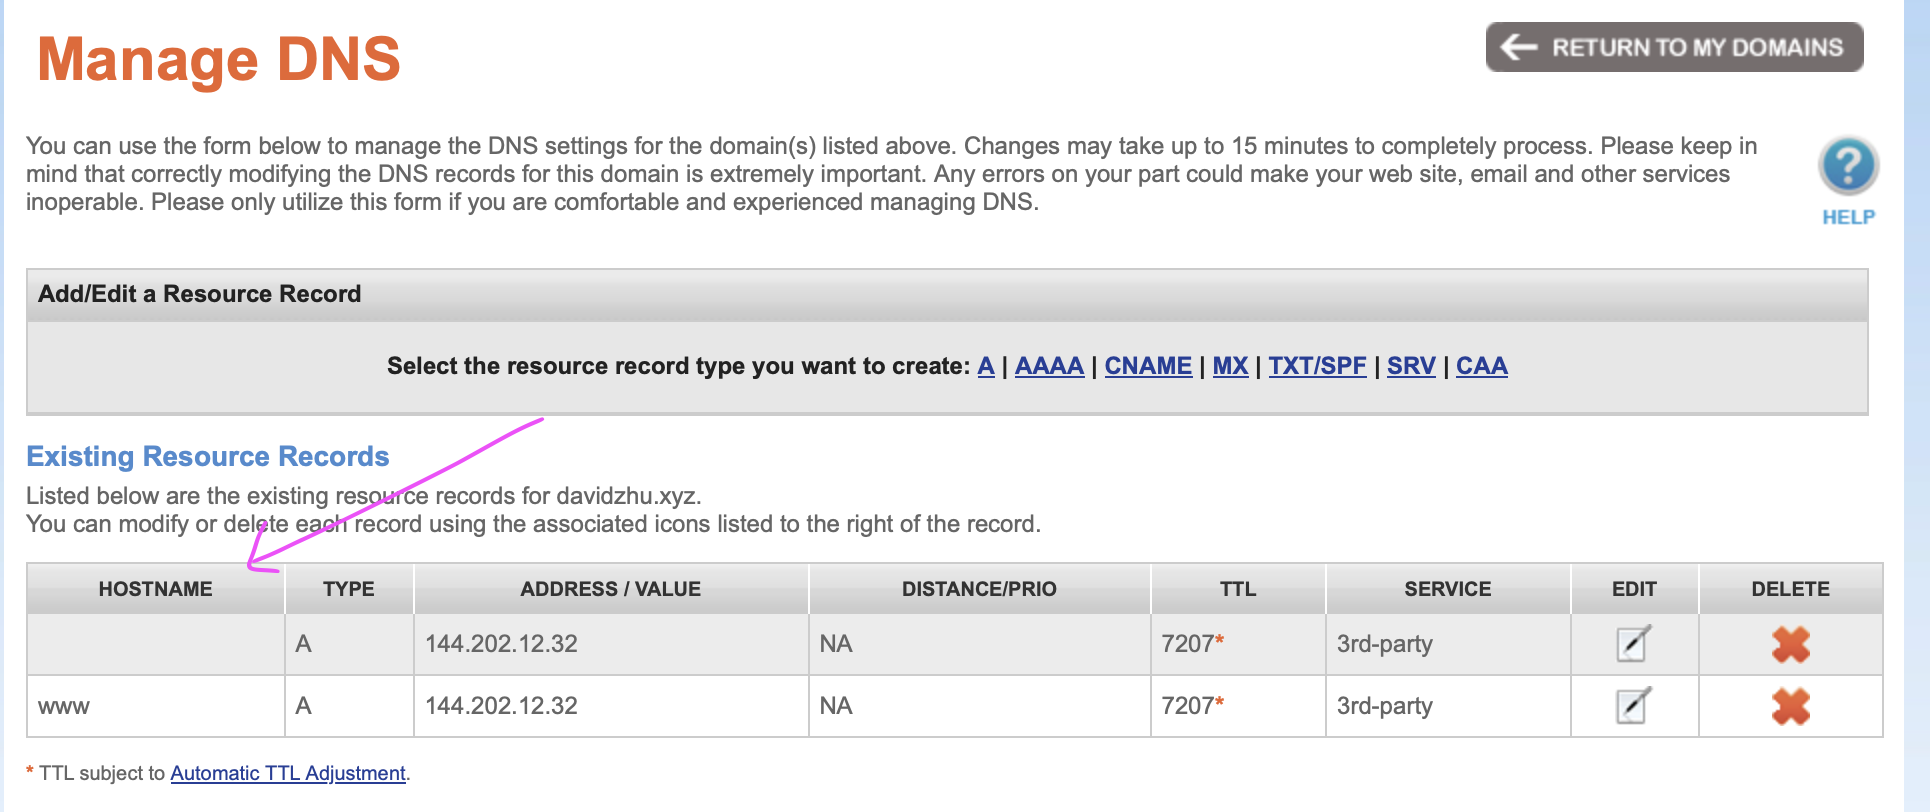 Manage DNS
RETURN TO MY DOMAINS
You can use the form below to manage the DNS settings for the domain(s) listed above. Changes may take up to 15 minutes to completely process. Please keep in
mind that correctly modifying the DNS records for this domain is extremely important. Any errors on your part could make your web site, email and other services
inoperable. Please only utilize this form if you are comfortable and experienced managing DNS.
?
HELP
Add/Edit a Resource Record
Select the resource record type you want to create: A | AAAA | CNAME | MX | TXT/SPF | SRV | CAA
Existing Resource Records
Listed below are the existing resource records for davidzhu.xyz.
You can modify or delete each record using the associated icons listed to the right of the record.
HOSTNAME TYPE ADDRESS / VALUE DISTANCE/PRIO TTL SERVICE EDIT DELETE
A 144.202.12.32 NA 7207* 3rd-party
www A 144.202.12.32 NA 7207* 3rd-party
* TTL subject to Automatic TTL Adjustment.